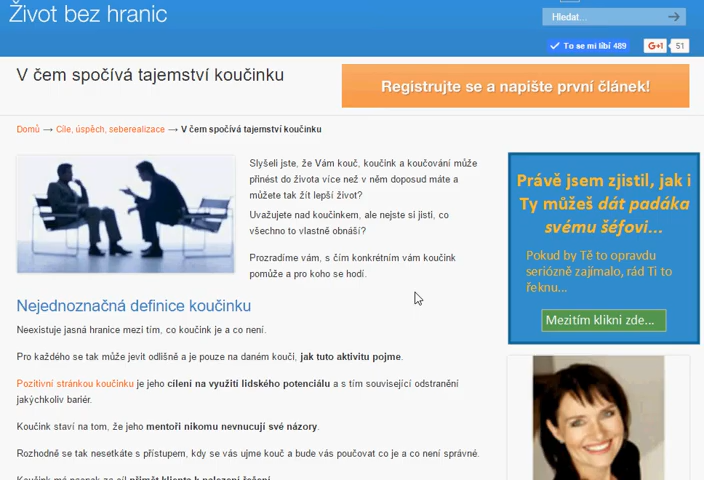 Život bez hranic
Hledat...
To se mi líbí 489
G+1 51
V čem spočívá tajemství koučinku
Registrujte se a napište první článek!
Domů → Cíle, úspěch, seberealizace → V čem spočívá tajemství koučinku
Slyšeli jste, že Vám kouč, koučink a koučování může
přinést do života více než v něm doposud máte a
můžete tak žít lepší život?
Uvažujete nad koučinkem, ale nejste si jisti, co
všechno to vlastně obnáší?
Prozradíme vám, s čím konkrétním vám koučink
pomůže a pro koho se hodí.
Nejednoznačná definice koučinku
Neexistuje jasná hranice mezi tím, co koučink je a co není.
Pro každého se tak může jevit odlišně a je pouze na daném kouči, jak tuto aktivitu pojme.
Pozitivní stránkou koučinku je jeho cílení na využití lidského potenciálu a s tím související odstranění
jakýchkoliv bariér.
Koučink staví na tom, že jeho mentoři nikomu nevnucují své názory.
Rozhodně se tak nesetkáte s přístupem, kdy se vás ujme kouč a bude vás poučovat co je a co není správné.
Právě jsem zjistil, jak i
Ty můžeš dát padáka
svému šéfovi...
Pokud by Tě to opravdu
seriózně zajímalo, rád Ti to
řeknu...
Mezitím klikni zde...